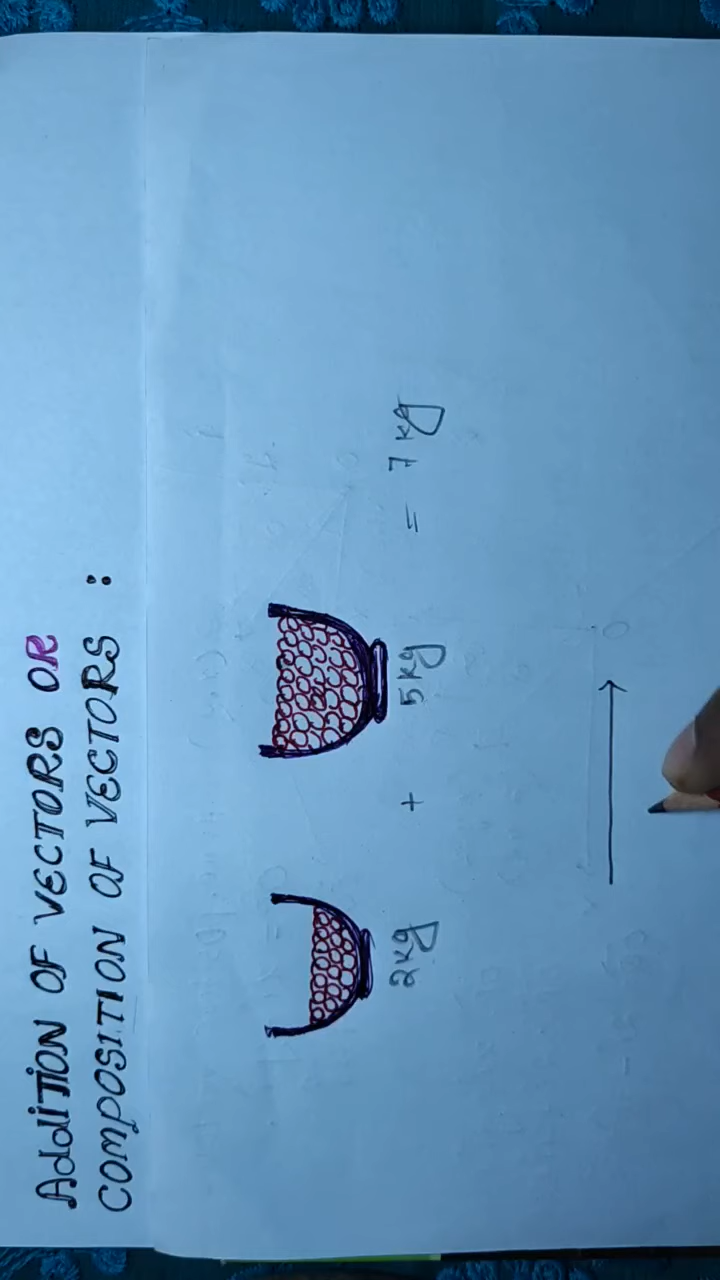 AdditiON OF VECTORS OR
COMPOSITION OF VECTORS :
2kg + 5kg = 7kg